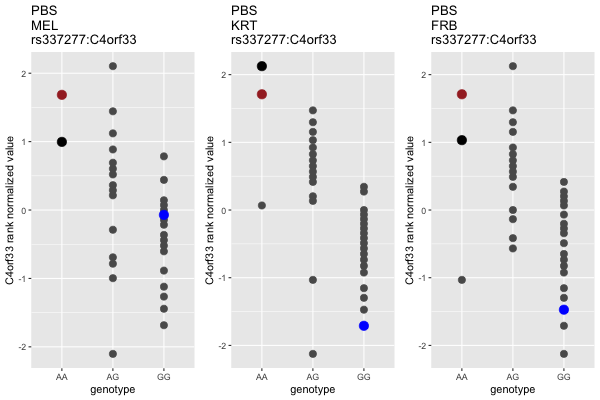 PBS
MEL
rs337277:C4orf33
C4orf33 rank normalized value
2
1
0
-1
-2
AA
AG
GG
genotype
PBS
KRT
rs337277:C4orf33
C4orf33 rank normalized value
2
1
0
-1
-2
AA
AG
GG
genotype
PBS
FRB
rs337277:C4orf33
C4orf33 rank normalized value
2
1
0
-1
-2
AA
AG
GG
genotype